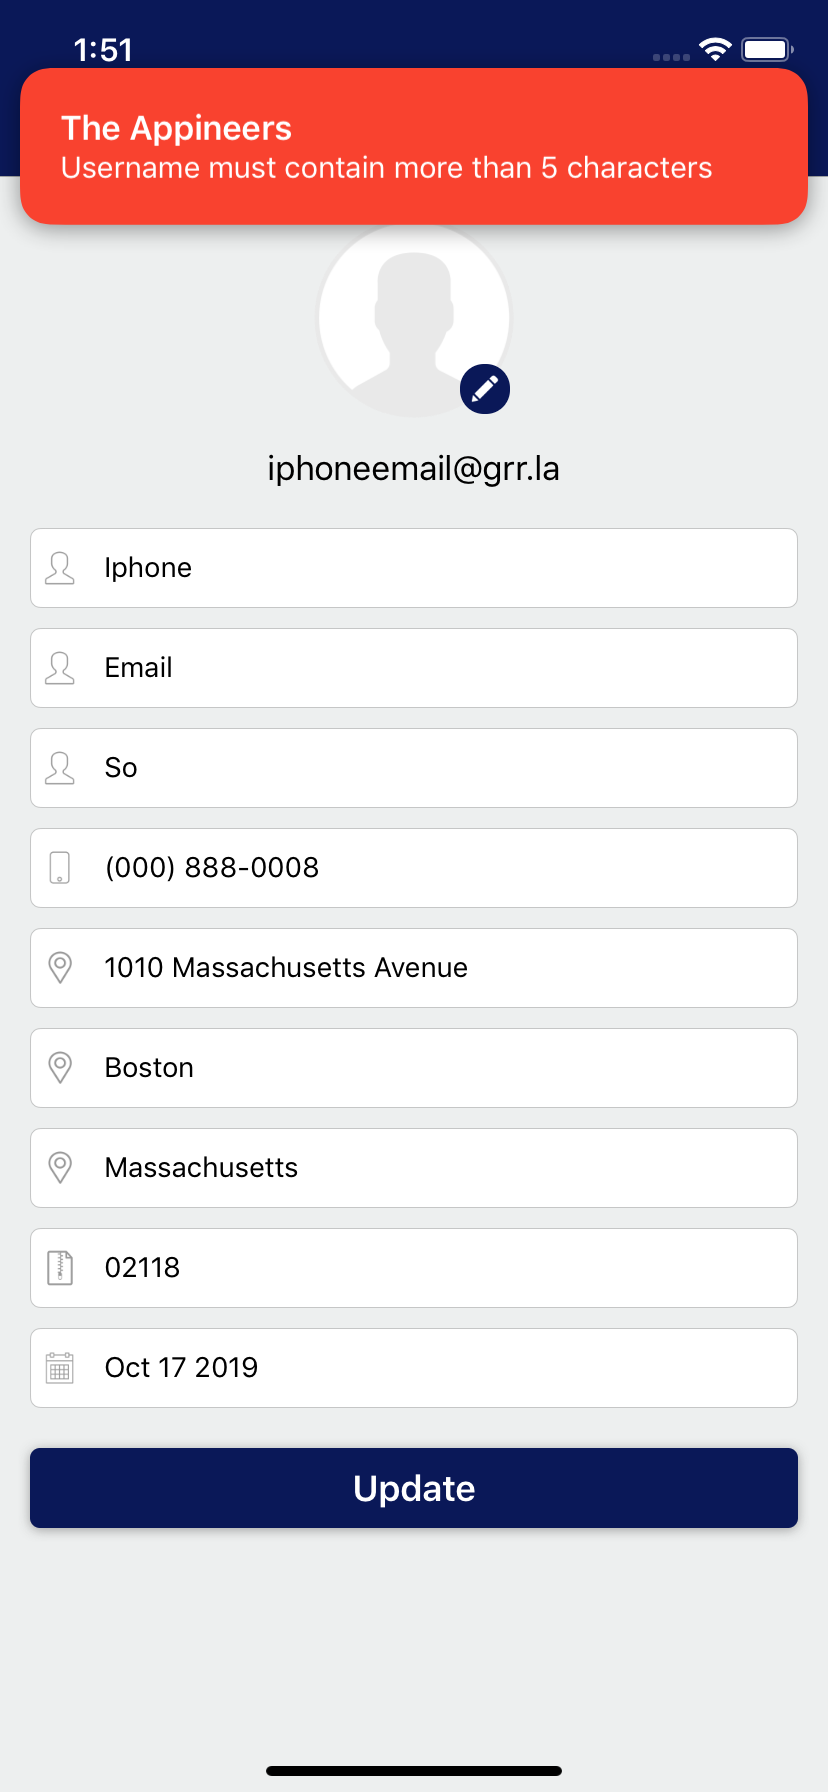 1:51
The Appineers
Username must contain more than 5 characters
iphoneemail@grr.la
Iphone
Email
So
(000) 888-0008
1010 Massachusetts Avenue
Boston
Massachusetts
02118
Oct 17 2019
Update